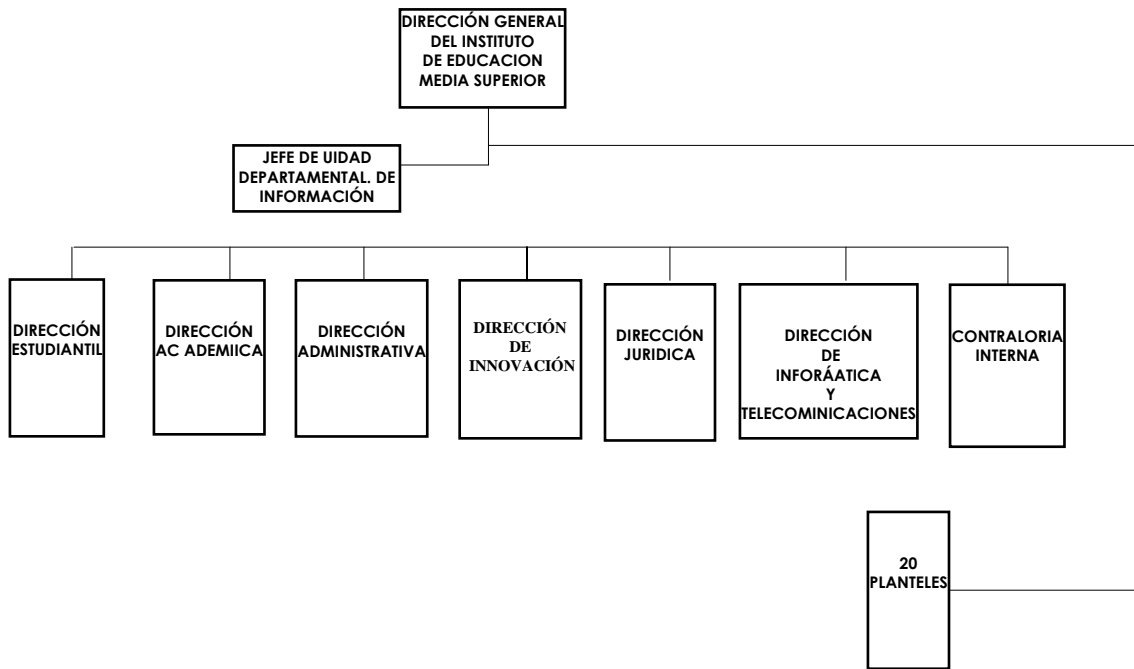 DIRECCIÓN GENERAL
DEL INSTITUTO
DE EDUCACION
MEDIA SUPERIOR
JEFE DE UIDAD
DEPARTAMENTAL. DE
INFORMACIÓN
DIRECCIÓN
ESTUDIANTIL
DIRECCIÓN
AC ADEMIICA
DIRECCIÓN
ADMINISTRATIVA
DIRECCIÓN
DE
INNOVACIÓN
DIRECCIÓN
JURIDICA
DIRECCIÓN
DE
INFORÁATICA
Y
TELECOMINICACIONES
CONTRALORIA
INTERNA
20
PLANTELES